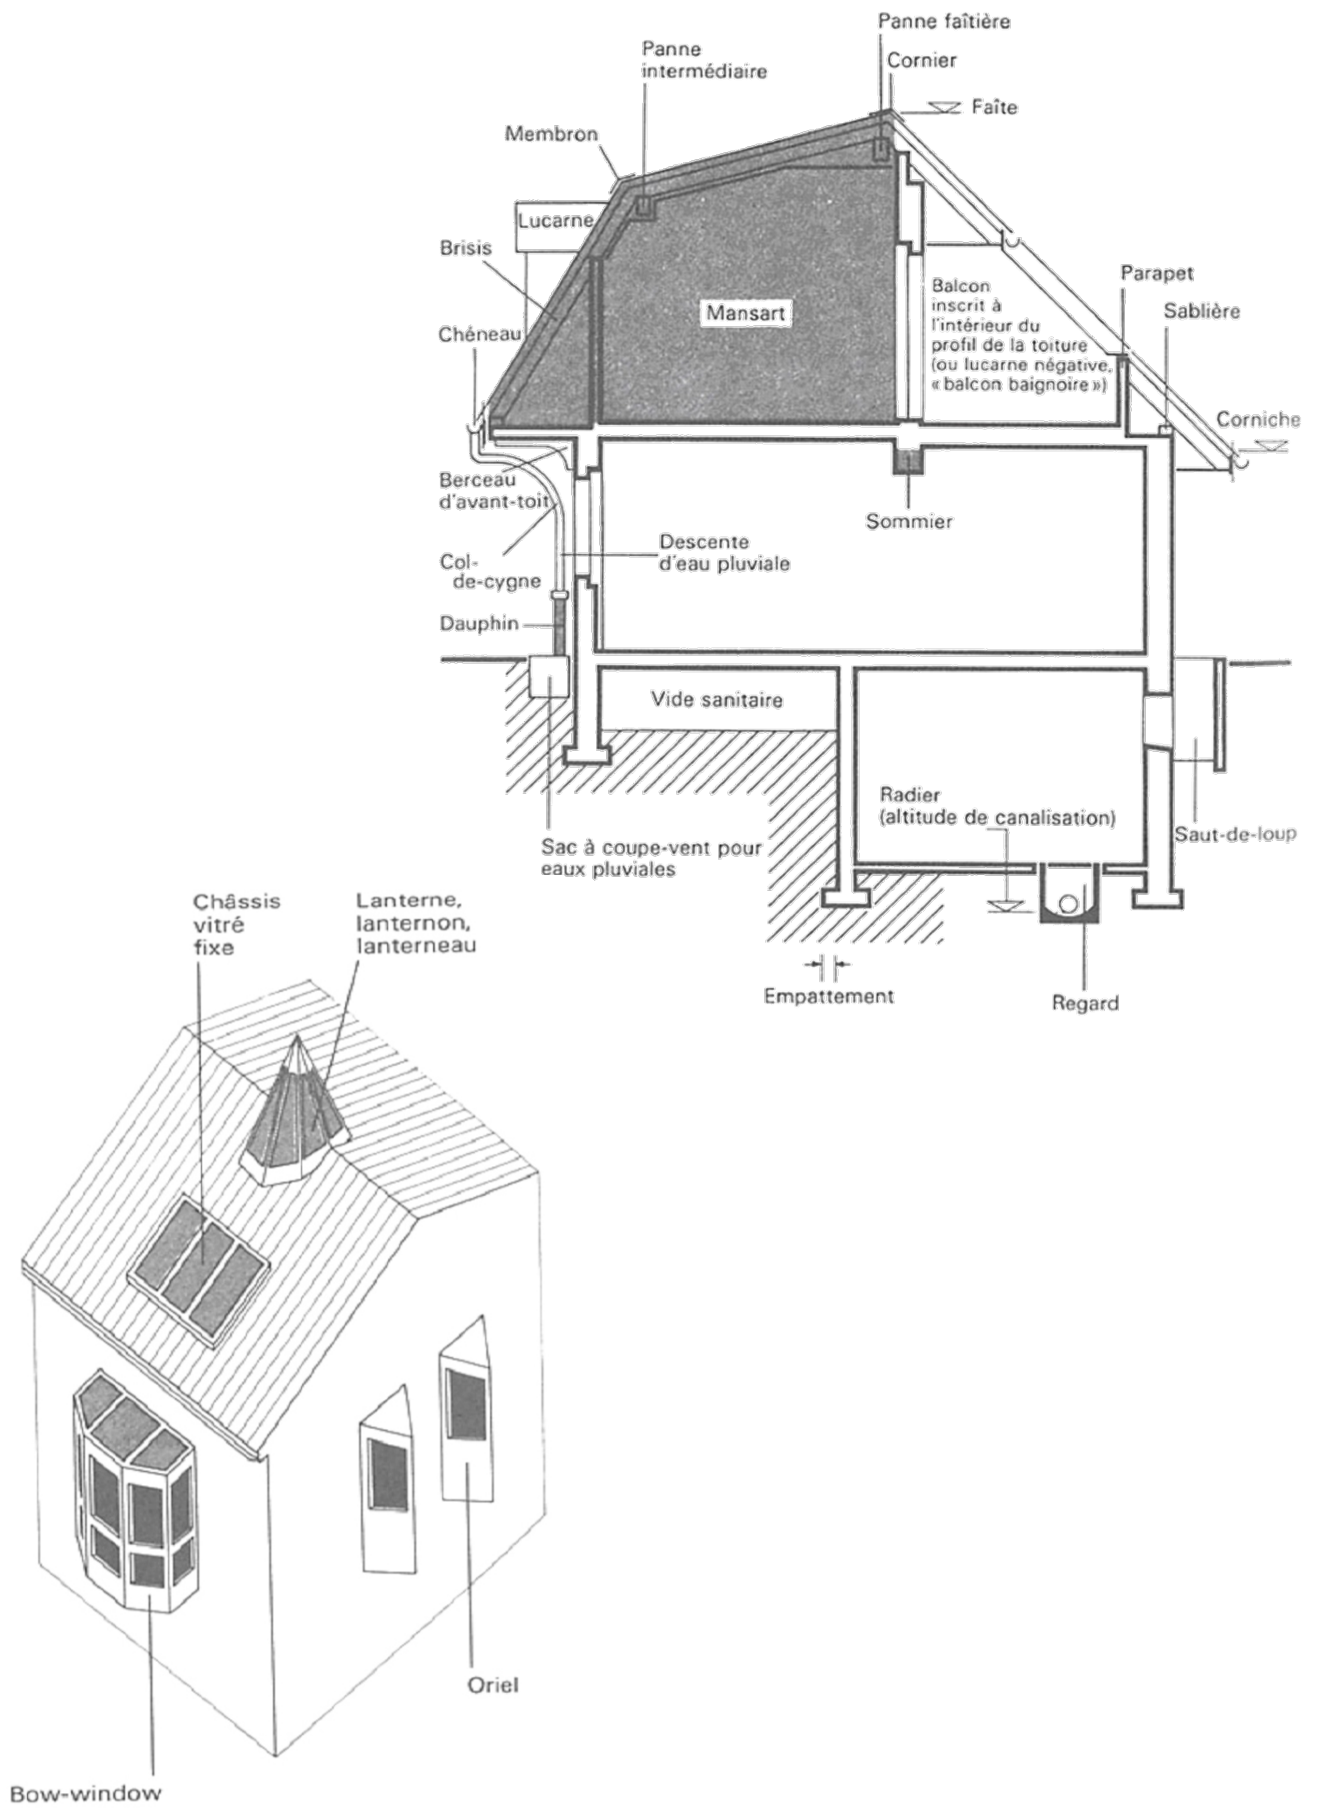 Panne faîtière
Panne
intermédiaire
Cornier
Faîte
Membron
Lucarne
Brisis
Chéneau
Mansart
Balcon
inscrit à
l'intérieur du
profil de la toiture
(ou lucarne négative,
« balcon baignoire »)
Parapet
Sablière
Corniche
Berceau
d'avant-toit
Sommier
Col-
de-cygne
Descente
d'eau pluviale
Dauphin
Vide sanitaire
Radier
(altitude de canalisation)
Saut-de-loup
Sac à coupe-vent pour
eaux pluviales
Empattement
Regard
Châssis
vitré
fixe
Lanterne,
lanternon,
lanterneau
Oriel
Bow-window